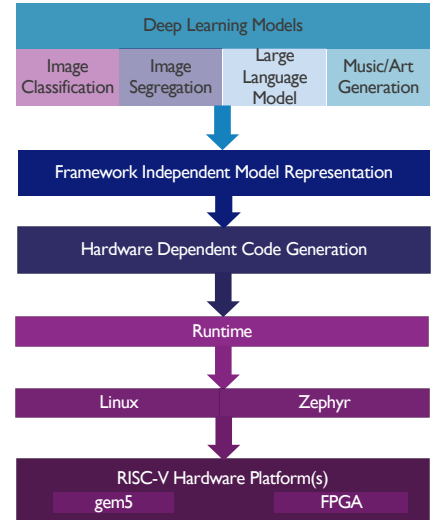 Deep Learning Models
Image
Classification
Image
Segregation
Large
Language
Model
Music/Art
Generation
Framework Independent Model Representation
Hardware Dependent Code Generation
Runtime
Linux
Zephyr
RISC-V Hardware Platform(s)
gem5
FPGA